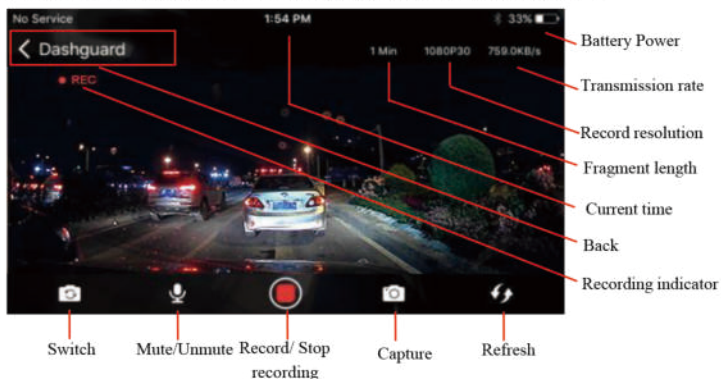 No Service
1:54 PM
33%
Dashguard
1 Min
1080P30
759.0KB/s
REC
Battery Power
Transmission rate
Record resolution
Fragment length
Current time
Back
Recording indicator
Switch
Mute/Unmute
Record/ Stop
recording
Capture
Refresh